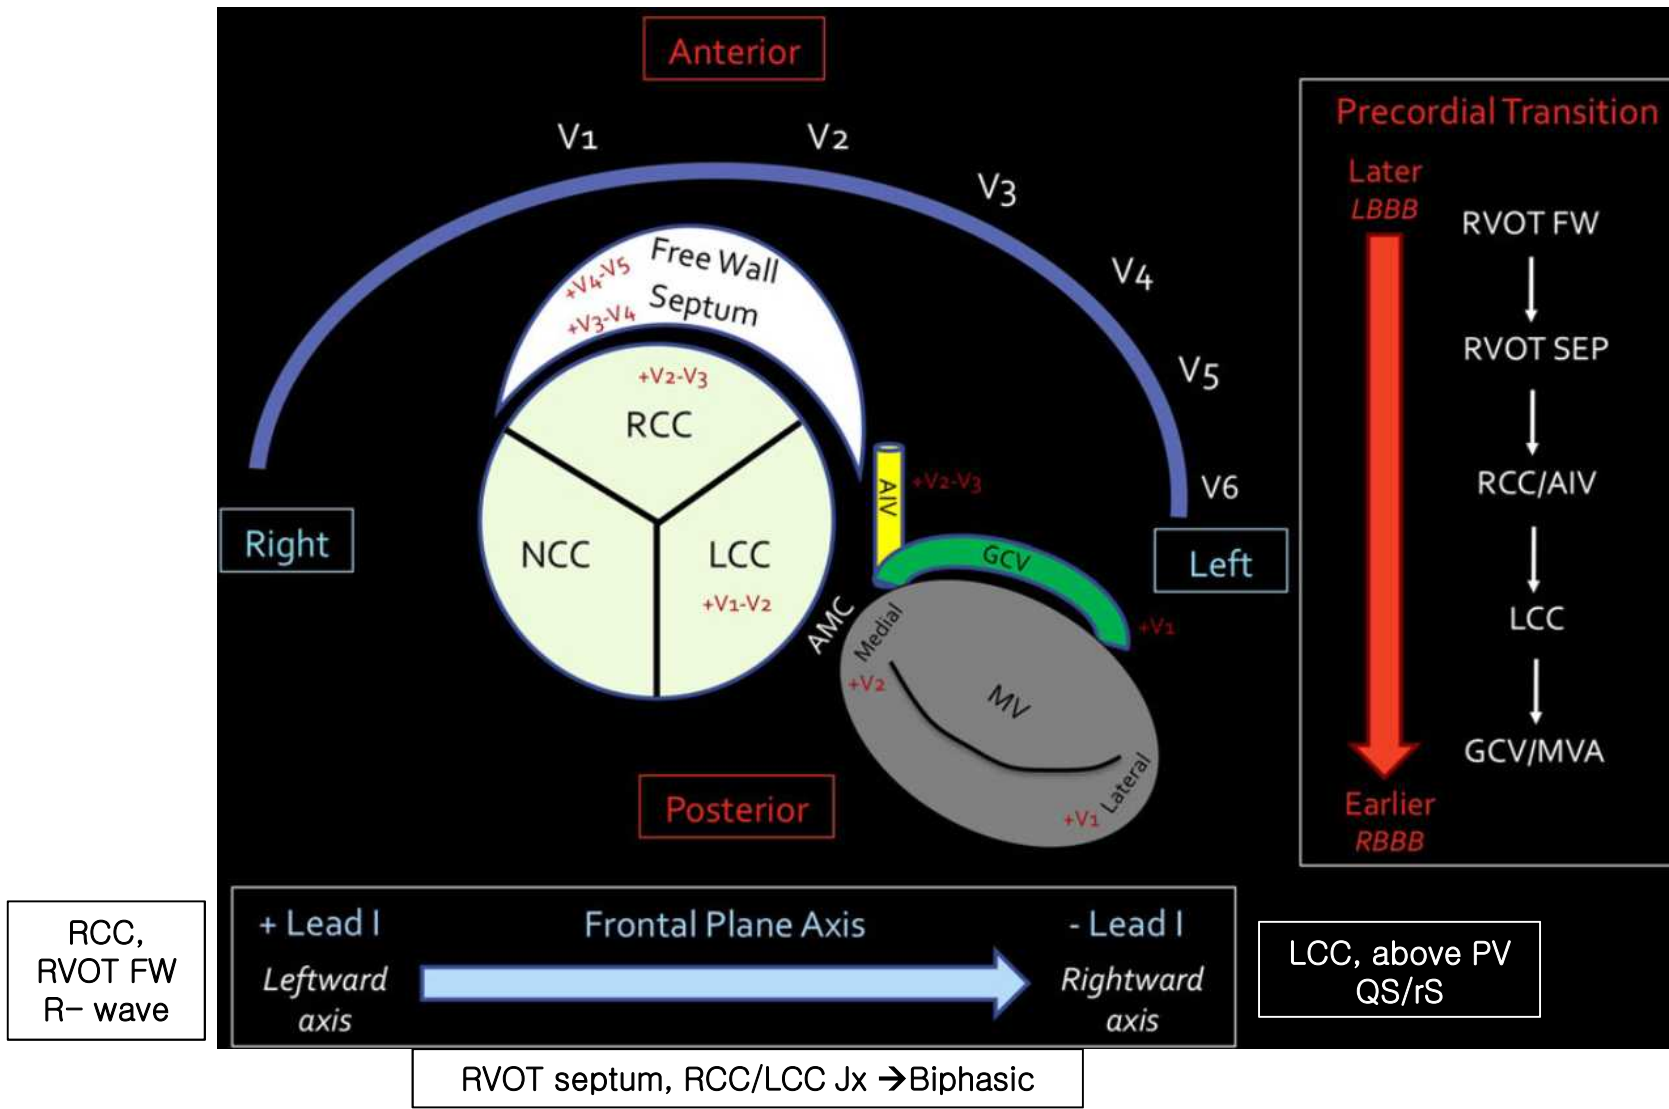 Anterior
V1
V2
V3
V4
V5
V6
Free Wall
+V4-V5
Septum
+V3-V4
+V2-V3
RCC
NCC
LCC
+V1-V2
AIV
+V2-V3
GCV
+V1
AMC
Medial
+V2
MV
Lateral
+V1
Right
Left
Posterior
Precordial Transition
Later
LBBB
RVOT FW
RVOT SEP
RCC/AIV
LCC
GCV/MVA
Earlier
RBBB
+ Lead I
Frontal Plane Axis
- Lead I
Leftward
axis
Rightward
axis
RCC,
RVOT FW
R- wave
LCC, above PV
QS/rS
RVOT septum, RCC/LCC Jx →Biphasic